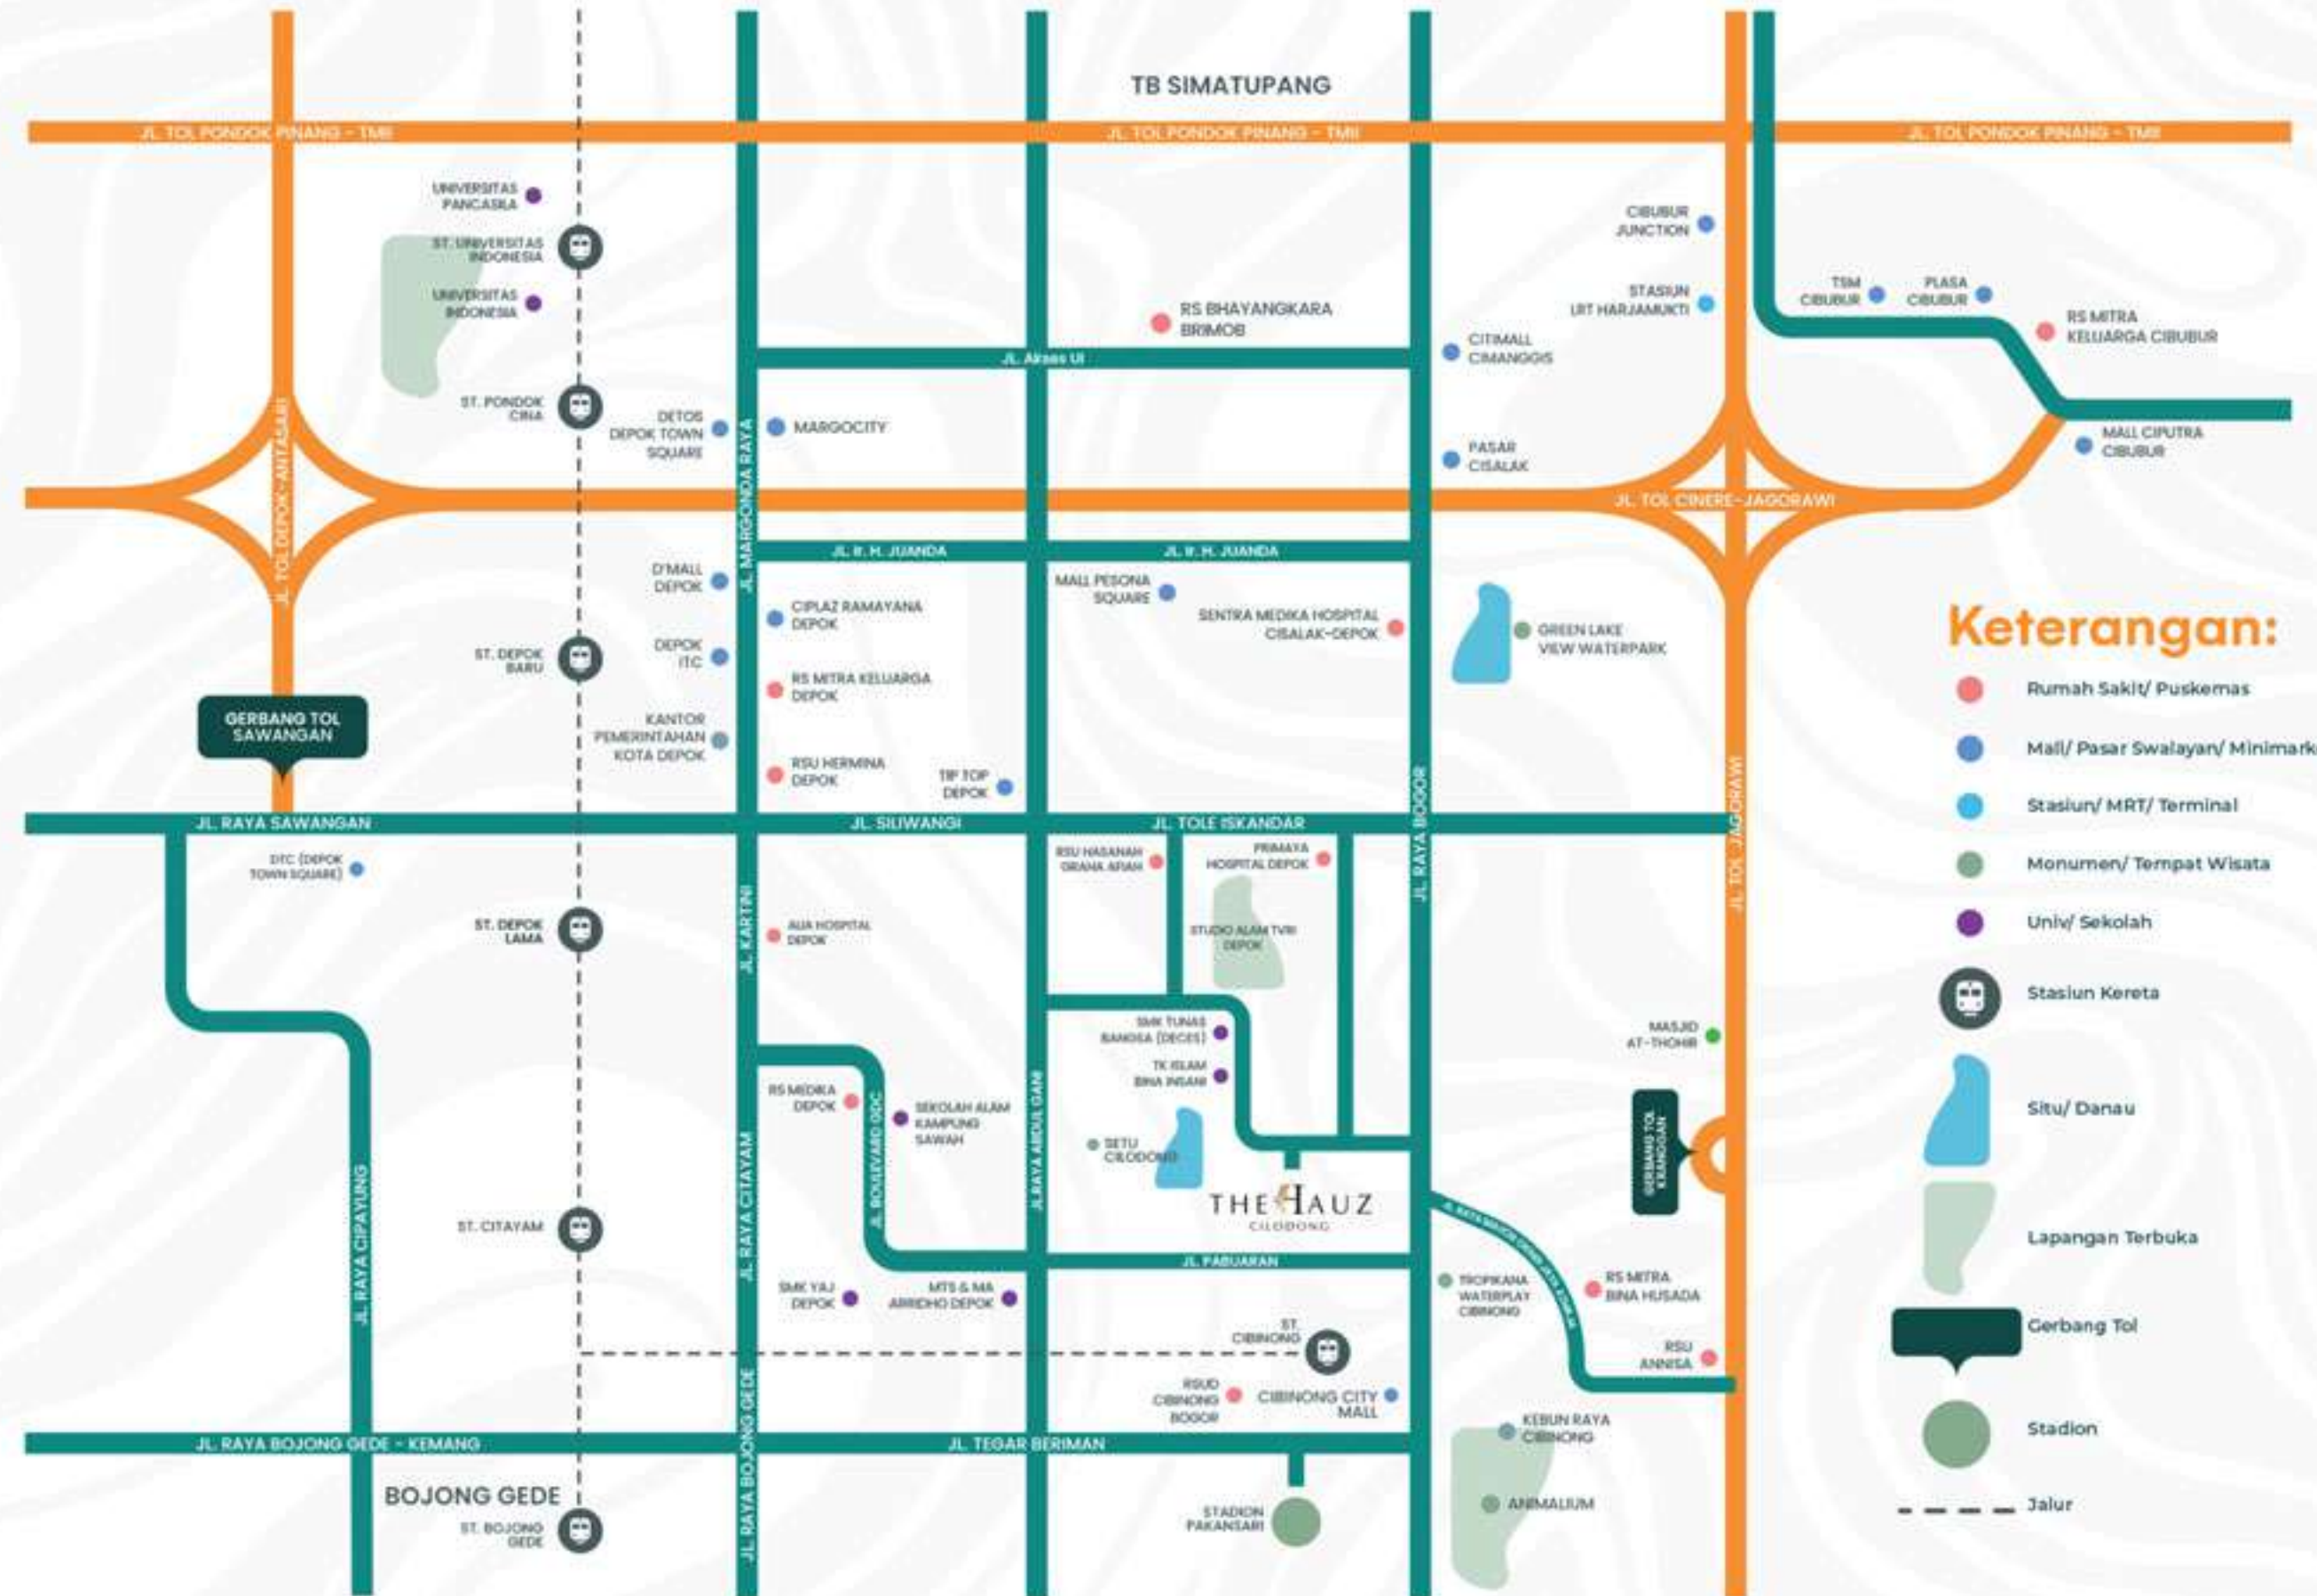 TB SIMATUPANG
JL. TOL PONDOK PINANG - TMII
JL. TOL PONDOK PINANG - TMII
JL. TOL PONDOK PINANG - TMII
UNIVERSITAS
PANCASILA
ST. UNIVERSITAS
INDONESIA
UNIVERSITAS
INDONESIA
ST. PONDOK
CINA
DETOS
DEPOK TOWN
SQUARE
MARGOCITY
RS BHAYANGKARA
BRIMOB
JL. Akses UI
CITIMALL
CIMANGGIS
PASAR
CISALAK
CIBUBUR
JUNCTION
STASIUN
LRT HARJAMUKTI
TSM
CIBUBUR
PLASA
CIBUBUR
RS MITRA
KELUARGA CIBUBUR
MALL CIPUTRA
CIBUBUR
JL. TOL DEPOK-ANTASARI
JL. MARGONDA RAYA
JL. TOL CINERE-JAGORAWI
JL. Ir. H. JUANDA
JL. Ir. H. JUANDA
D'MALL
DEPOK
CIPLAZ RAMAYANA
DEPOK
MALL PESONA
SQUARE
SENTRA MEDIKA HOSPITAL
CISALAK-DEPOK
GREEN LAKE
VIEW WATERPARK
ST. DEPOK
BARU
DEPOK
ITC
RS MITRA KELUARGA
DEPOK
KANTOR
PEMERINTAHAN
KOTA DEPOK
RSU HERMINA
DEPOK
TIP TOP
DEPOK
GERBANG TOL
SAWANGAN
JL. RAYA BOGOR
JL. TOL JAGORAWI
JL. RAYA SAWANGAN
JL. SILIWANGI
JL. TOLE ISKANDAR
DTC (DEPOK
TOWN SQUARE)
ST. DEPOK
LAMA
JL. KARTINI
AUA HOSPITAL
DEPOK
RSU HASANAH
GRAHA AFIAH
PRIMAYA
HOSPITAL DEPOK
STUDIO ALAM TVRI
DEPOK
SMK TUNAS
BANGSA (DECES)
TK ISLAM
BINA INSANI
MASJID
AT-THOHIR
RS MEDIKA
DEPOK
JL. BOULEVARD GDC
SEKOLAH ALAM
KAMPUNG
SAWAH
JL.RAYA ABDUL GANI
SETU
CILODONG
THE HAUZ
CILODONG
GERBANG TOL
KRANGGAN
JL. RAYA CIPAYUNG
ST. CITAYAM
JL. RAYA CITAYAM
JL. PABUARAN
SMK YAJ
DEPOK
MTS & MA
ARRIDHO DEPOK
TROPIKANA
WATERPLAY
CIBINONG
RS MITRA
BINA HUSADA
RSU
ANNISA
ST.
CIBINONG
RSUD
CIBINONG
BOGOR
CIBINONG CITY
MALL
KEBUN RAYA
CIBINONG
ANIMALIUM
JL. RAYA BOJONG GEDE - KEMANG
JL. TEGAR BERIMAN
JL. RAYA BOJONG GEDE
BOJONG GEDE
ST. BOJONG
GEDE
STADION
PAKANSARI
Keterangan:
Rumah Sakit/ Puskemas
Mall/ Pasar Swalayan/ Minimark
Stasiun/ MRT/ Terminal
Monumen/ Tempat Wisata
Univ/ Sekolah
Stasiun Kereta
Situ/ Danau
Lapangan Terbuka
Gerbang Tol
Stadion
Jalur